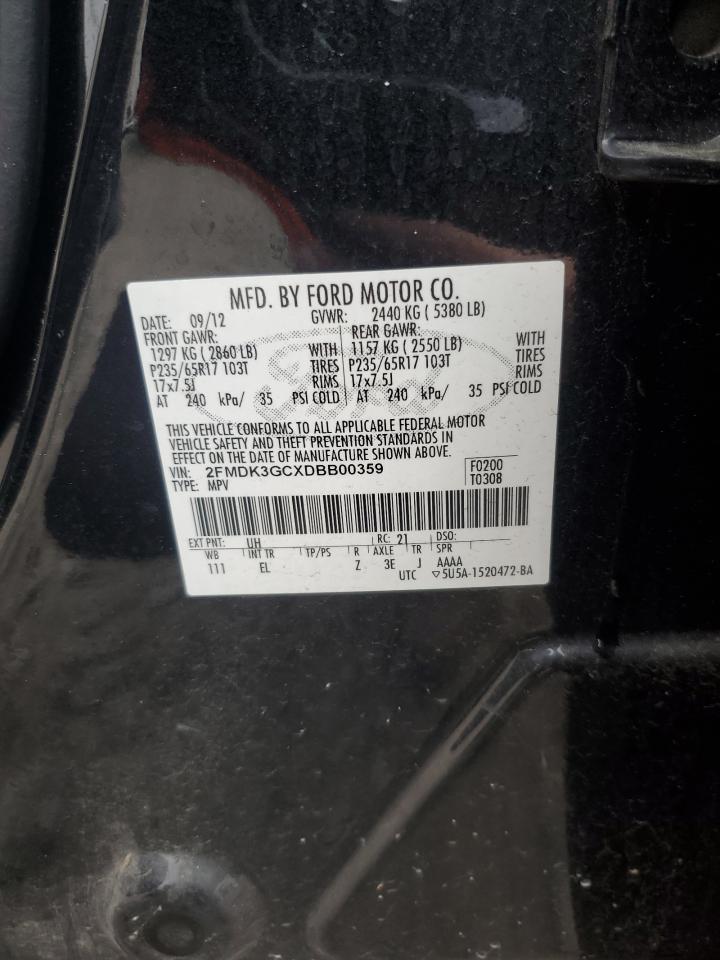 MFD. BY FORD MOTOR CO.
DATE: 09/12 GVWR: 2440 KG ( 5380 LB)
FRONT GAWR: REAR GAWR:
1297 KG ( 2860 LB) WITH 1157 KG ( 2550 LB) WITH
P235/65R17 103T TIRES P235/65R17 103T TIRES
17x7.5J RIMS 17x7.5J RIMS
AT 240 kPa/ 35 PSI COLD AT 240 kPa/ 35 PSI COLD
THIS VEHICLE CONFORMS TO ALL APPLICABLE FEDERAL MOTOR
VEHICLE SAFETY AND THEFT PREVENTION STANDARDS IN
EFFECT ON THE DATE OF MANUFACTURE SHOWN ABOVE.
VIN: 2FMDK3GCXDBB00359 F0200
TYPE: MPV T0308
EXT PNT: UH RC: 21 DSO:
WB INT TR TP/PS R AXLE TR SPR
111 EL Z 3E J AAAA
UTC ▽5U5A-1520472-BA